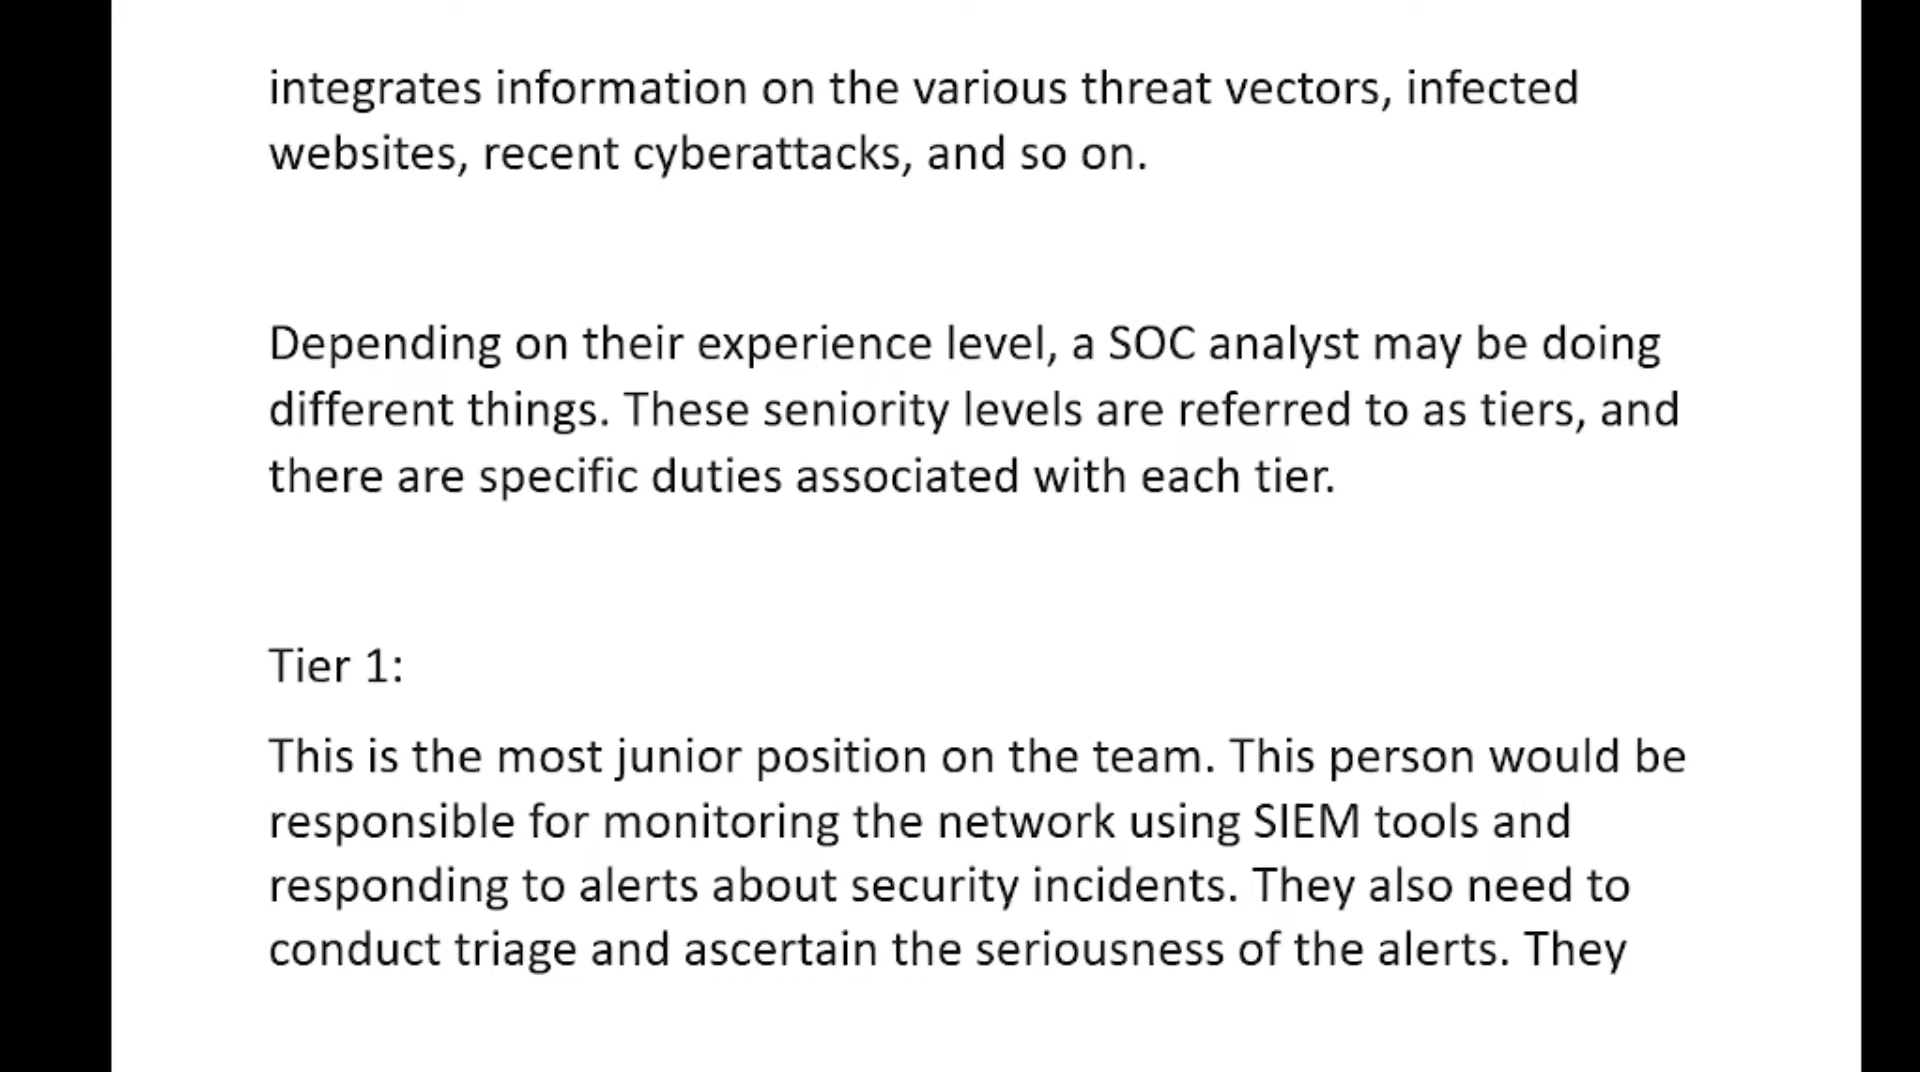 integrates information on the various threat vectors, infected
websites, recent cyberattacks, and so on.
Depending on their experience level, a SOC analyst may be doing
different things. These seniority levels are referred to as tiers, and
there are specific duties associated with each tier.
Tier 1:
This is the most junior position on the team. This person would be
responsible for monitoring the network using SIEM tools and
responding to alerts about security incidents. They also need to
conduct triage and ascertain the seriousness of the alerts. They